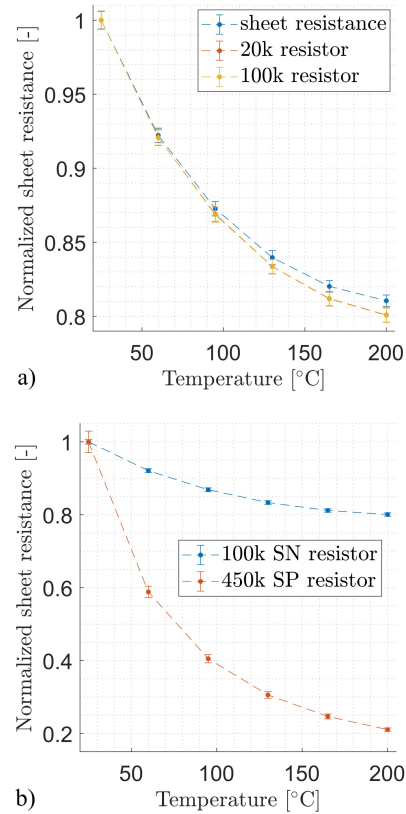 1
0.95
0.9
0.85
0.8
Normalized sheet resistance [-]
sheet resistance
20k resistor
100k resistor
50 100 150 200
Temperature [°C]
a)
1
0.8
0.6
0.4
0.2
Normalized sheet resistance [-]
100k SN resistor
450k SP resistor
50 100 150 200
Temperature [°C]
b)